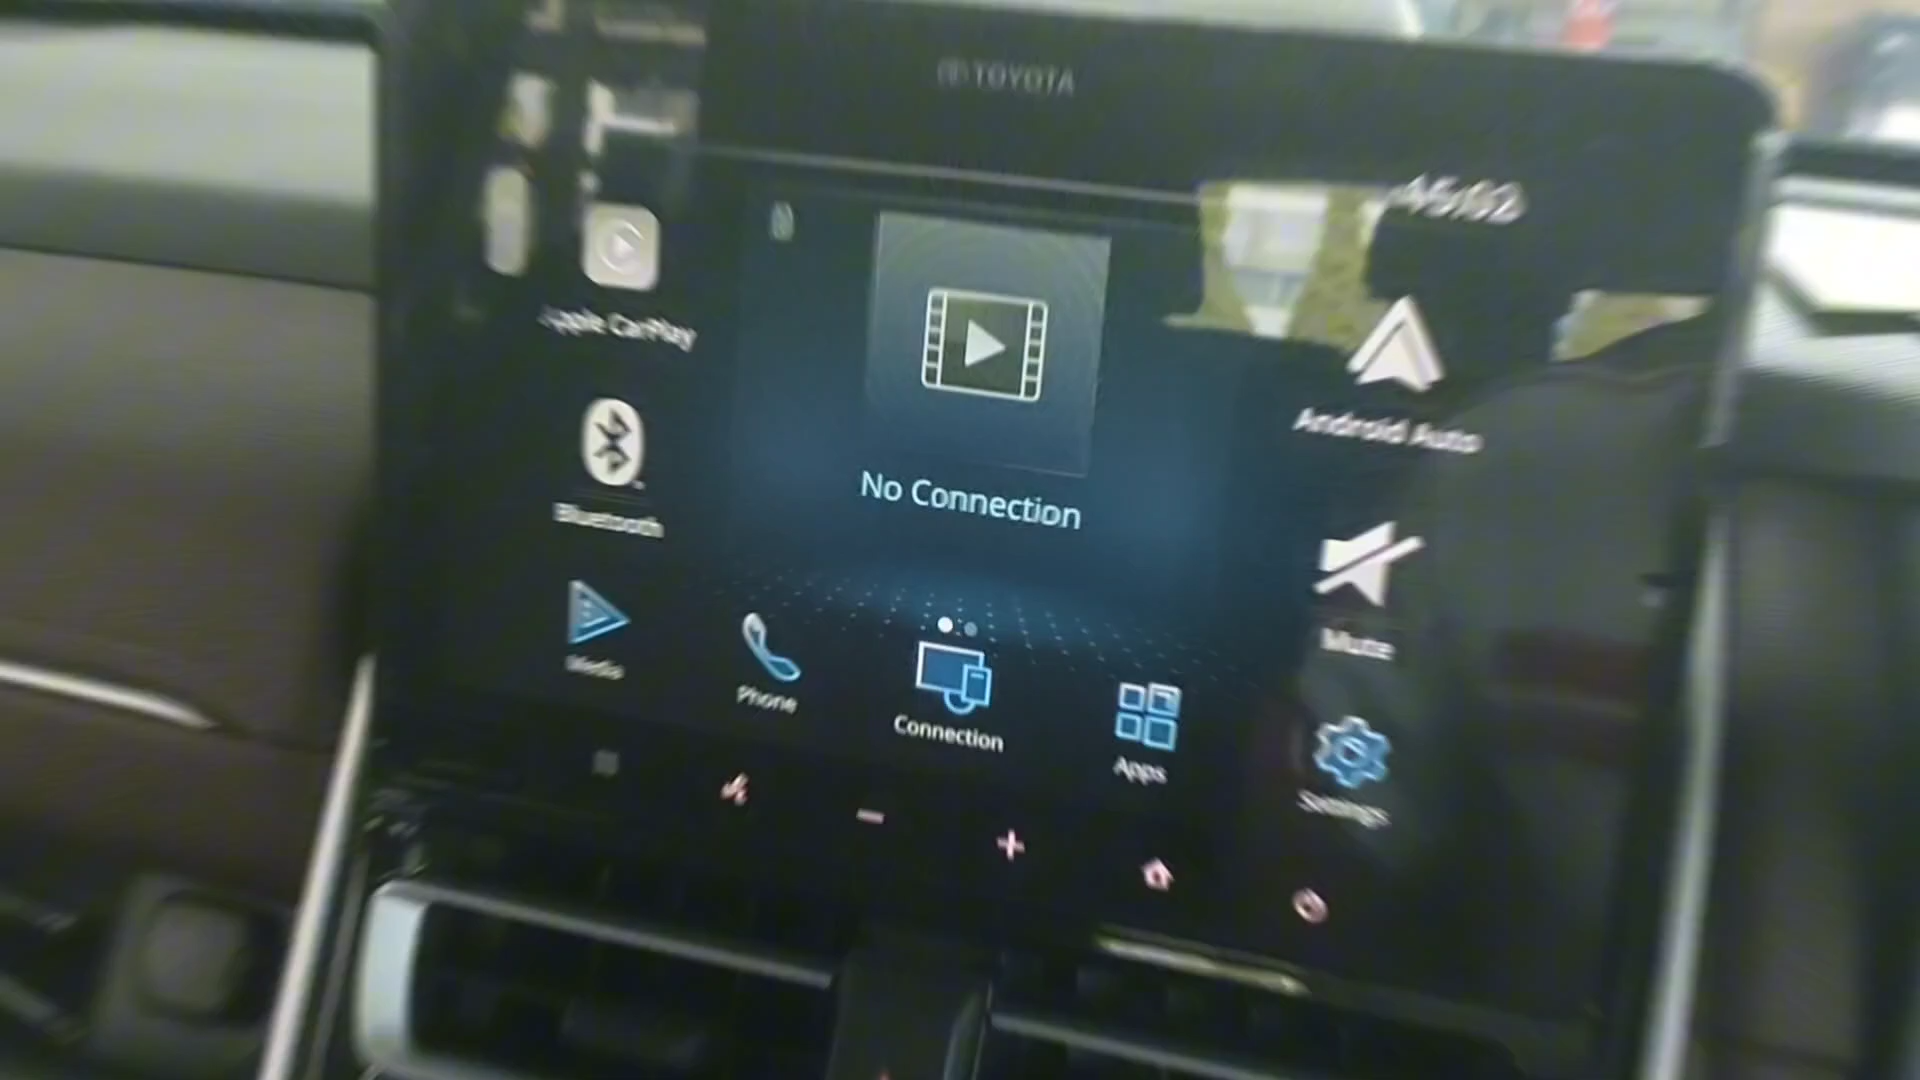 TOYOTA
Apple CarPlay
Android Auto
No Connection
Bluetooth
Mute
Media
Phone
Connection
Apps
Settings